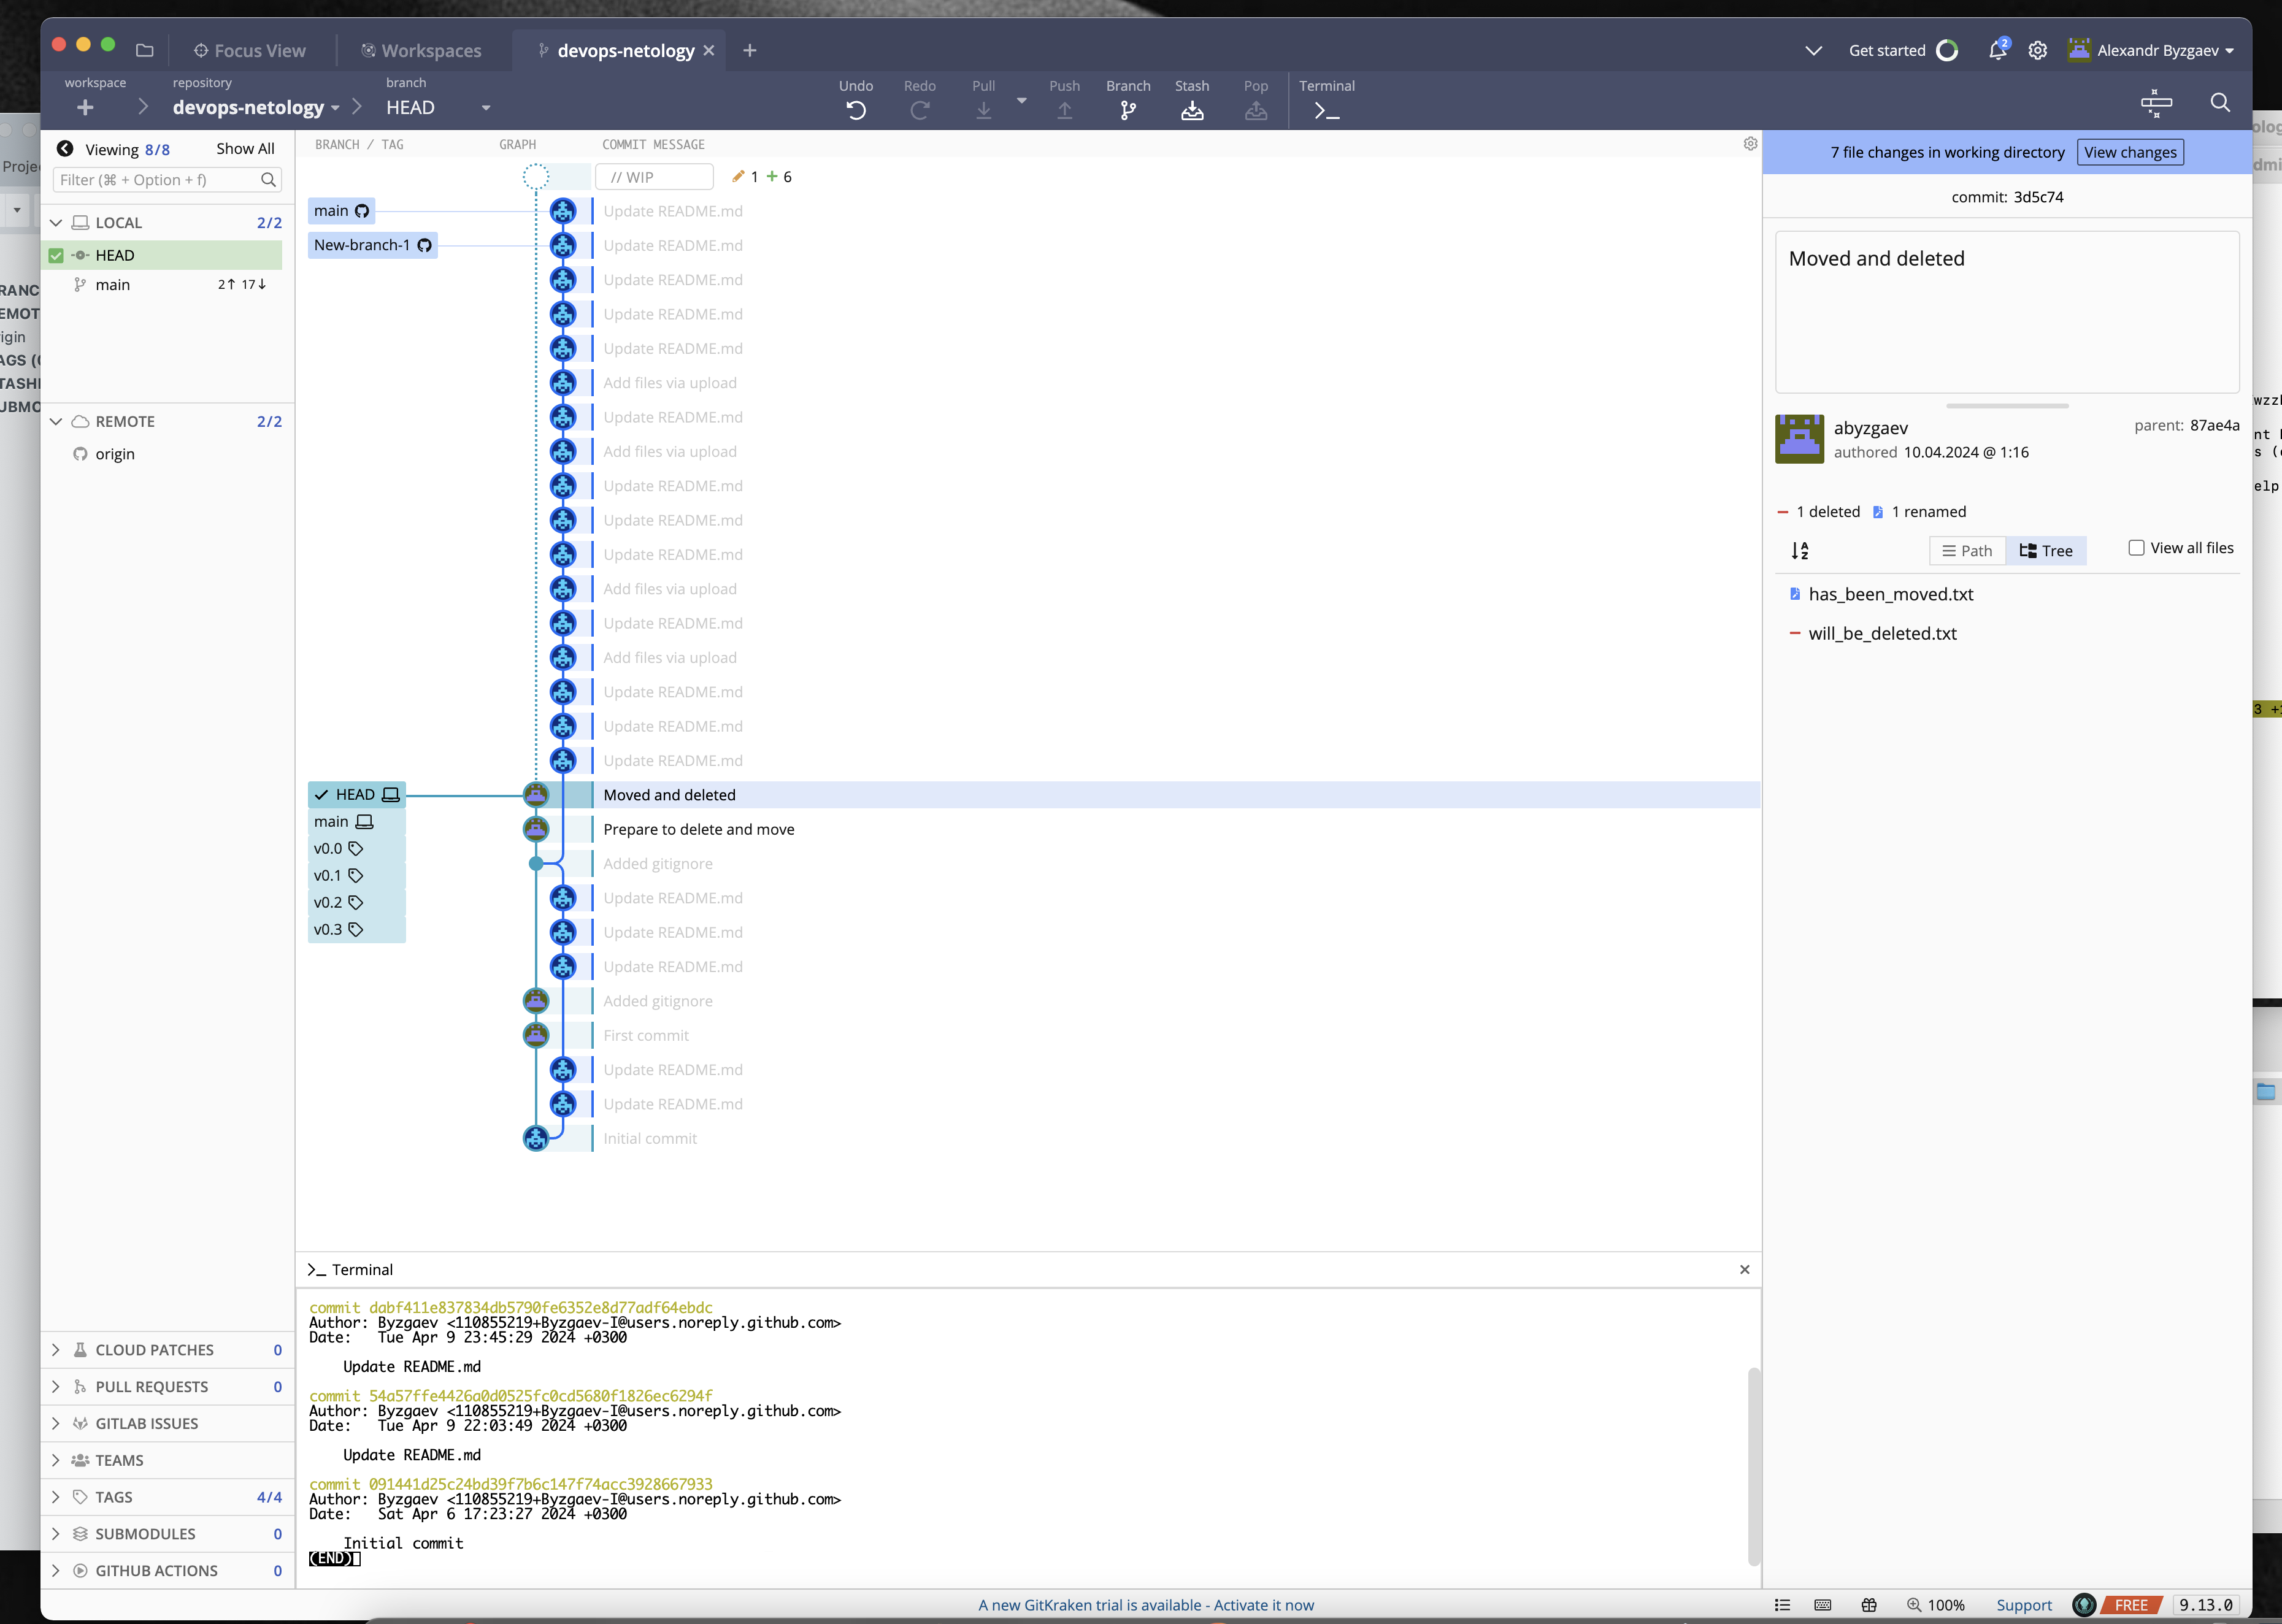 Focus View
Workspaces
devops-netology
Get started
2
Alexandr Byzgaev
workspace
repository
devops-netology
branch
HEAD
Undo
Redo
Pull
Push
Branch
Stash
Pop
Terminal
Viewing 8/8
Show All
Filter (⌘ + Option + f)
LOCAL 2/2
HEAD
main 2↑ 17↓
REMOTE 2/2
origin
CLOUD PATCHES 0
PULL REQUESTS 0
GITLAB ISSUES
TEAMS
TAGS 4/4
SUBMODULES 0
GITHUB ACTIONS 0
BRANCH / TAG
GRAPH
COMMIT MESSAGE
// WIP
1 + 6
main
Update README.md
New-branch-1
Update README.md
Update README.md
Update README.md
Update README.md
Add files via upload
Update README.md
Add files via upload
Update README.md
Update README.md
Update README.md
Add files via upload
Update README.md
Add files via upload
Update README.md
Update README.md
Update README.md
HEAD
Moved and deleted
main
Prepare to delete and move
v0.0
Added gitignore
v0.1
Update README.md
v0.2
Update README.md
v0.3
Update README.md
Added gitignore
First commit
Update README.md
Update README.md
Initial commit
Terminal
commit dabf411e837834db5790fe6352e8d77adf64ebdc
Author: Byzgaev <110855219+Byzgaev-I@users.noreply.github.com>
Date: Tue Apr 9 23:45:29 2024 +0300
Update README.md
commit 54a57ffe4426a0d0525fc0cd5680f1826ec6294f
Author: Byzgaev <110855219+Byzgaev-I@users.noreply.github.com>
Date: Tue Apr 9 22:03:49 2024 +0300
Update README.md
commit 091441d25c24bd39f7b6c147f74acc3928667933
Author: Byzgaev <110855219+Byzgaev-I@users.noreply.github.com>
Date: Sat Apr 6 17:23:27 2024 +0300
Initial commit
(END)
7 file changes in working directory
View changes
commit: 3d5c74
Moved and deleted
abyzgaev
authored 10.04.2024 @ 1:16
parent: 87ae4a
1 deleted
1 renamed
Path
Tree
View all files
has_been_moved.txt
will_be_deleted.txt
A new GitKraken trial is available - Activate it now
100%
Support
FREE
9.13.0